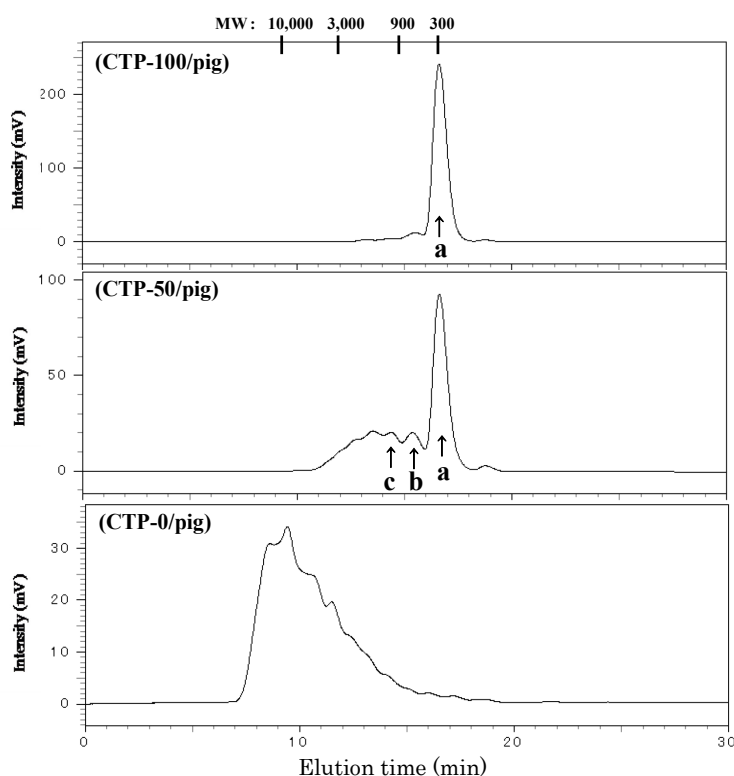 MW: 10,000 3,000 900 300
(CTP-100/pig)
200
100
0
Intensity (mV)
a
(CTP-50/pig)
100
50
0
Intensity (mV)
c b a
(CTP-0/pig)
30
20
10
0
Intensity (mV)
0 10 20 30
Elution time (min)